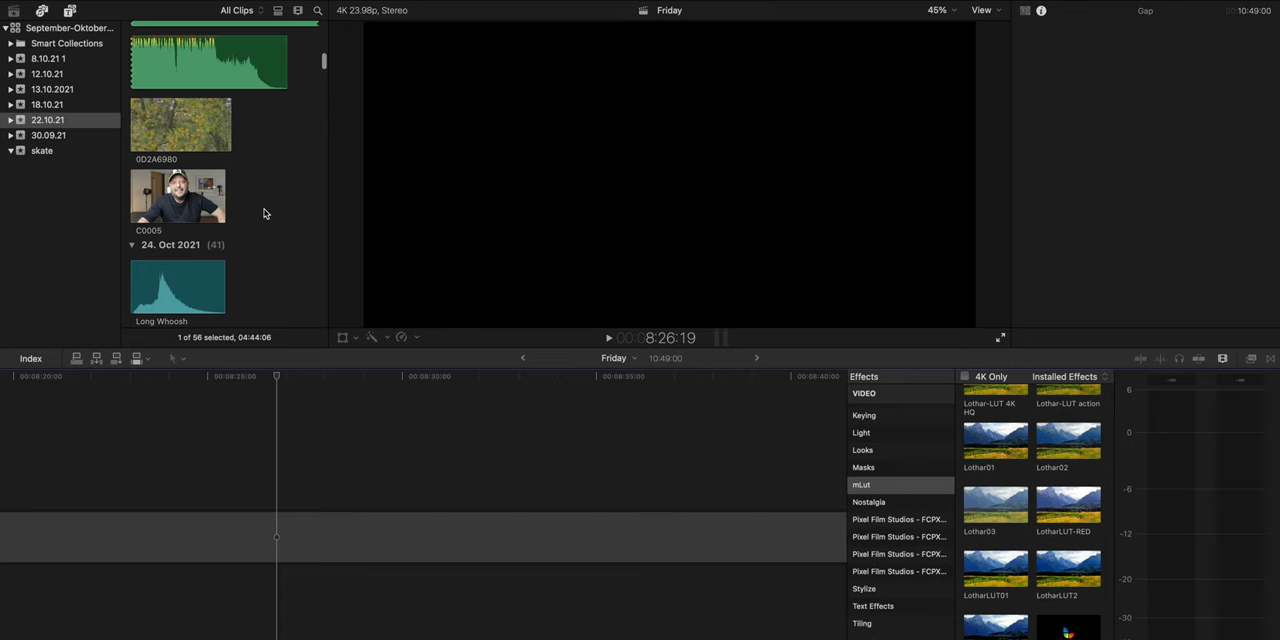 All Clips
4K 23.98p, Stereo
Friday
45%
View
Gap
10:49:00
September-Oktober...
Smart Collections
8.10.21 1
12.10.21
13.10.2021
18.10.21
22.10.21
30.09.21
skate
0D2A6980
C0005
24. Oct 2021 (41)
Long Whoosh
1 of 56 selected, 04:44:06
00:00:8:26:19
Index
Friday
10:49:00
00:08:20:00
00:08:25:00
00:08:30:00
00:08:35:00
00:08:40:00
Effects
4K Only
Installed Effects
VIDEO
Keying
Light
Looks
Masks
mLut
Nostalgia
Pixel Film Studios - FCPX...
Pixel Film Studios - FCPX...
Pixel Film Studios - FCPX...
Pixel Film Studios - FCPX...
Stylize
Text Effects
Tiling
Lothar-LUT 4K
HQ
Lothar-LUT action
Lothar01
Lothar02
Lothar03
LotharLUT-RED
LotharLUT01
LotharLUT2
6
0
-6
-12
-20
-30